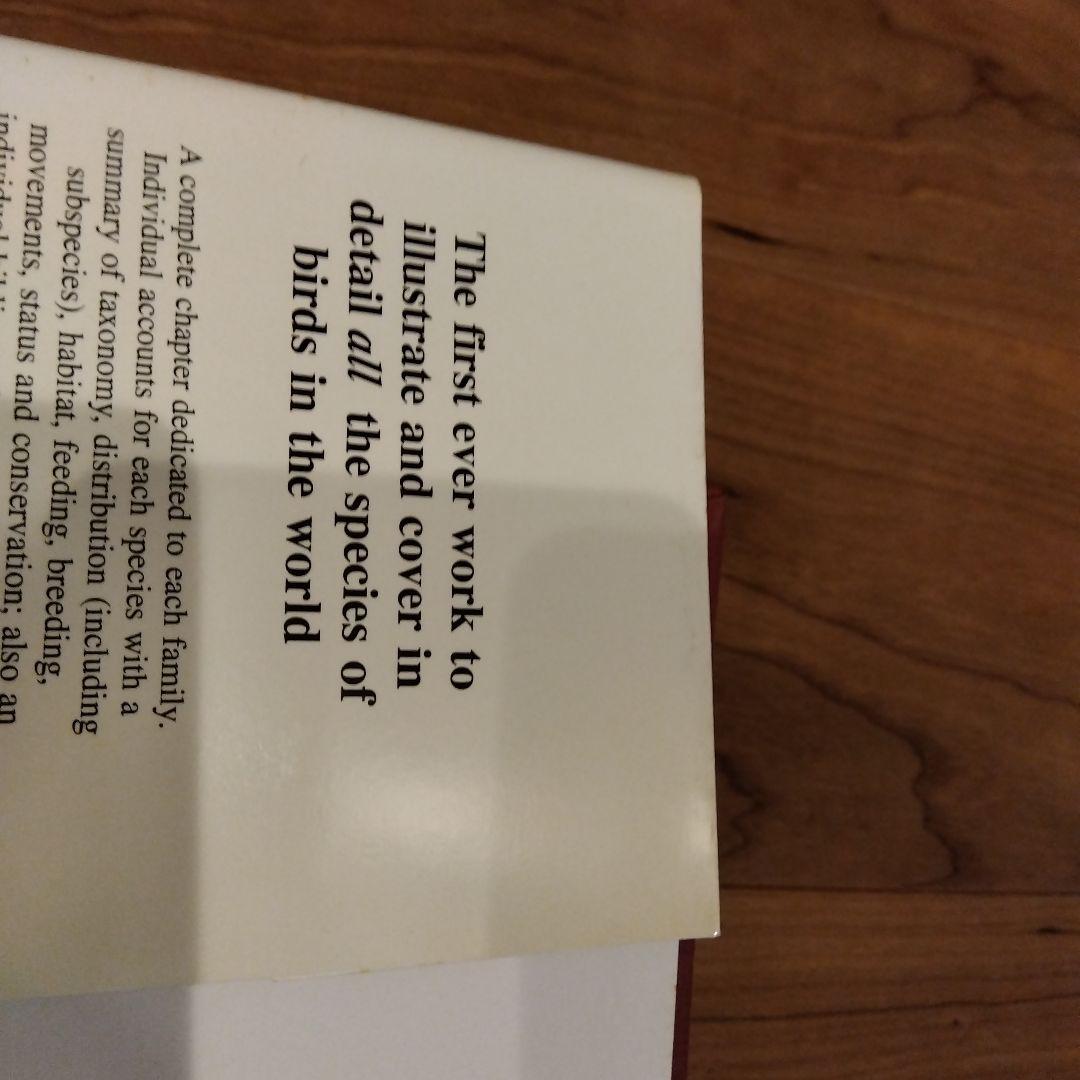 The first ever work to
illustrate and cover in
detail all the species of
birds in the world
A complete chapter dedicated to each family.
Individual accounts for each species with a
summary of taxonomy, distribution (including
subspecies), habitat, feeding, breeding,
movements, status and conservation; also an